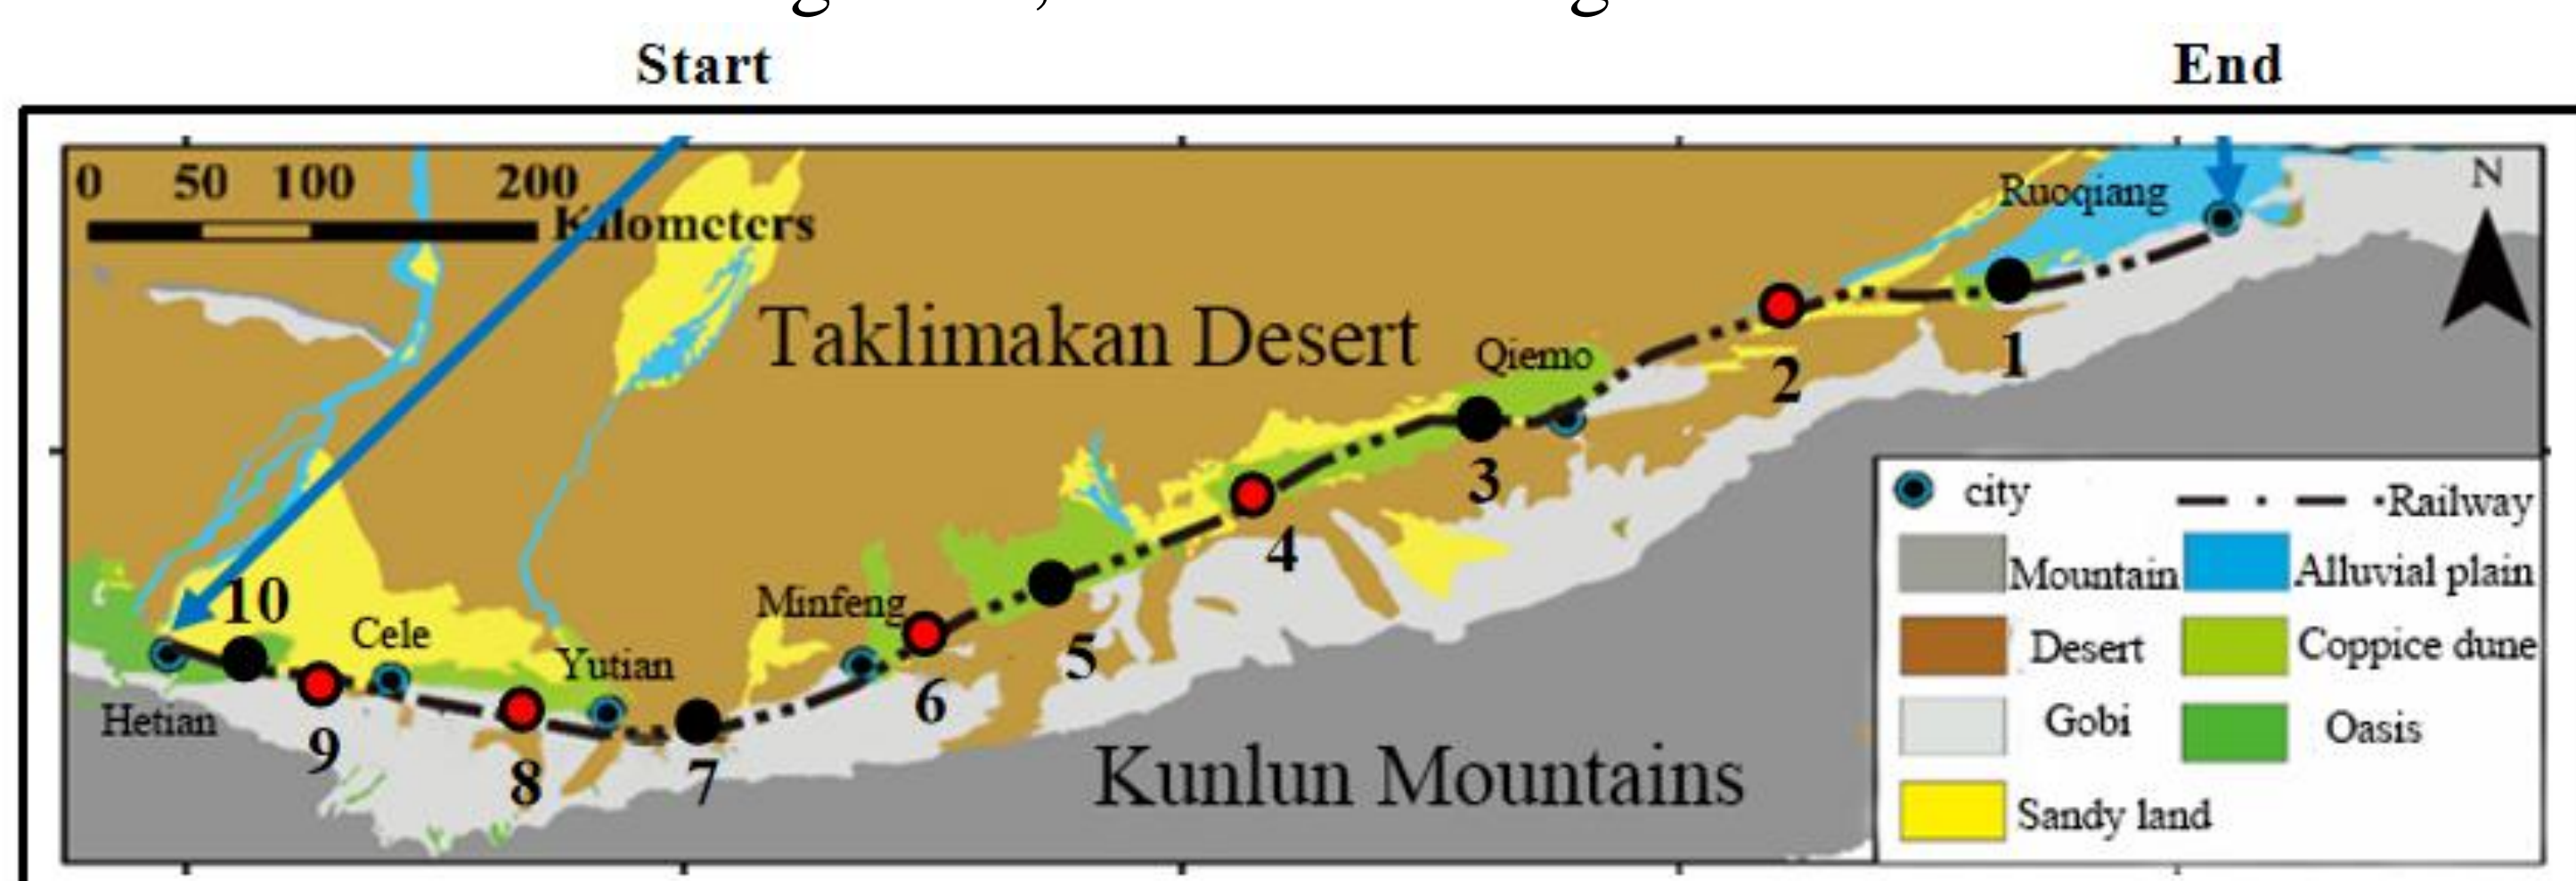 Start
End
0 50 100 200
Kilometers
Ruoqiang
N
Taklimakan Desert
Qiemo
1
2
3
4
city
Railway
Mountain
Alluvial plain
10
Minfeng
Cele
5
Desert
Coppice dune
Yutian
6
Hetian
9
8
7
Gobi
Oasis
Kunlun Mountains
Sandy land